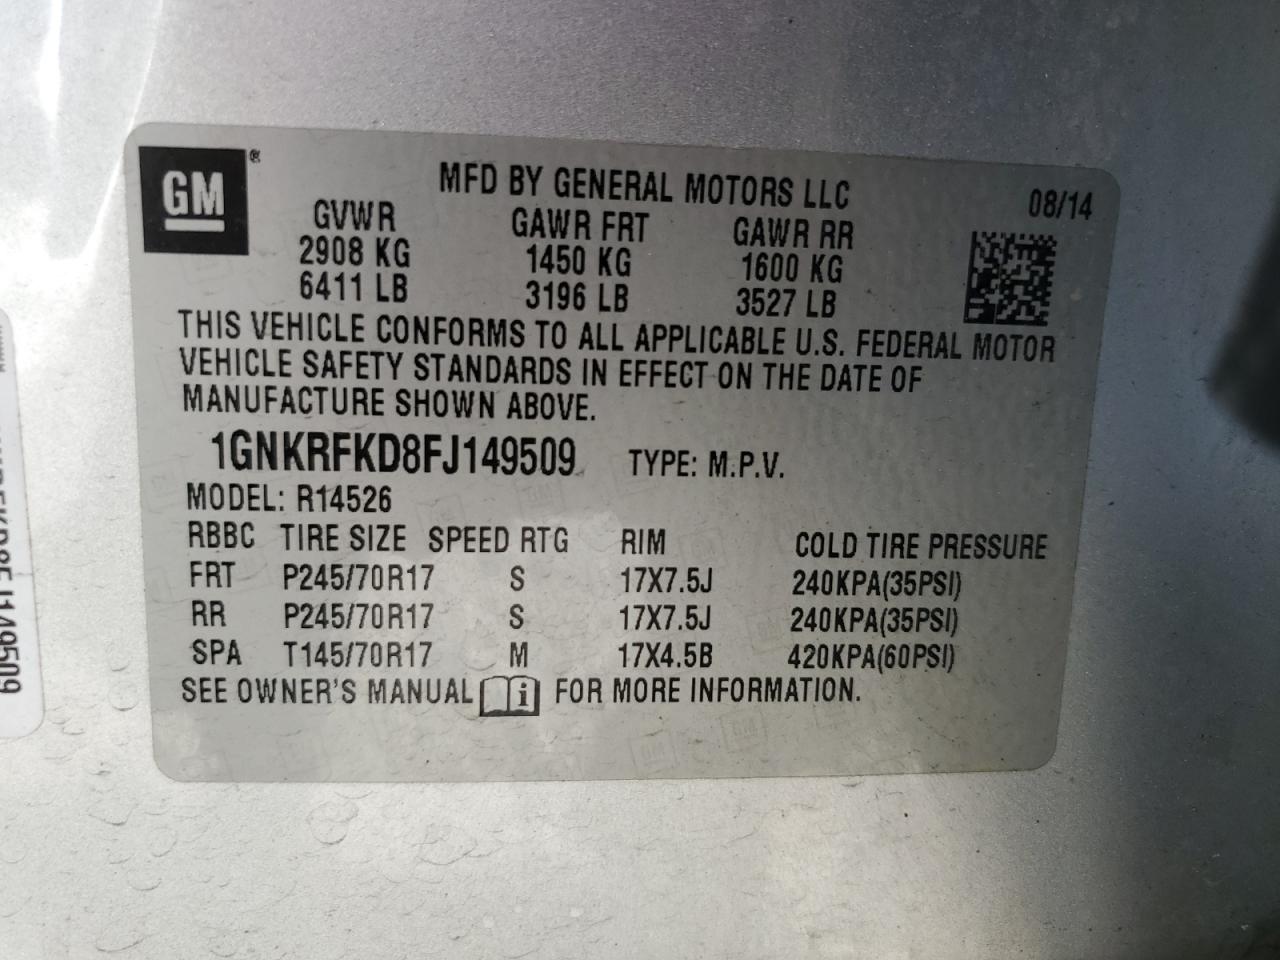 GM ®
MFD BY GENERAL MOTORS LLC 08/14
GVWR GAWR FRT GAWR RR
2908 KG 1450 KG 1600 KG
6411 LB 3196 LB 3527 LB
THIS VEHICLE CONFORMS TO ALL APPLICABLE U.S. FEDERAL MOTOR
VEHICLE SAFETY STANDARDS IN EFFECT ON THE DATE OF
MANUFACTURE SHOWN ABOVE.
1GNKRFKD8FJ149509 TYPE: M.P.V.
MODEL: R14526
RBBC TIRE SIZE SPEED RTG RIM COLD TIRE PRESSURE
FRT P245/70R17 S 17X7.5J 240KPA(35PSI)
RR P245/70R17 S 17X7.5J 240KPA(35PSI)
SPA T145/70R17 M 17X4.5B 420KPA(60PSI)
SEE OWNER'S MANUAL i FOR MORE INFORMATION.